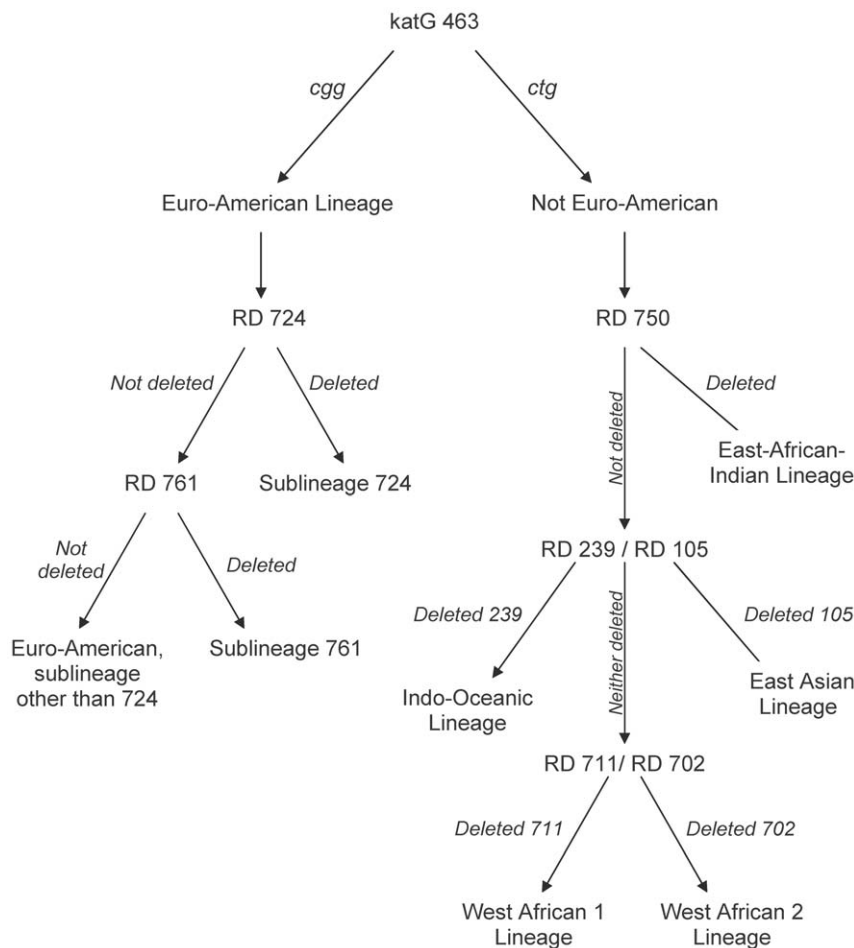 katG 463
cgg
ctg
Euro-American Lineage
Not Euro-American
RD 724
RD 750
Not deleted
Deleted
Not deleted
Deleted
RD 761
Sublineage 724
East-African-
Indian Lineage
Not
deleted
Deleted
RD 239 / RD 105
Euro-American,
sublineage
other than 724
Sublineage 761
Deleted 239
Neither deleted
Deleted 105
Indo-Oceanic
Lineage
East Asian
Lineage
RD 711/ RD 702
Deleted 711
Deleted 702
West African 1
Lineage
West African 2
Lineage